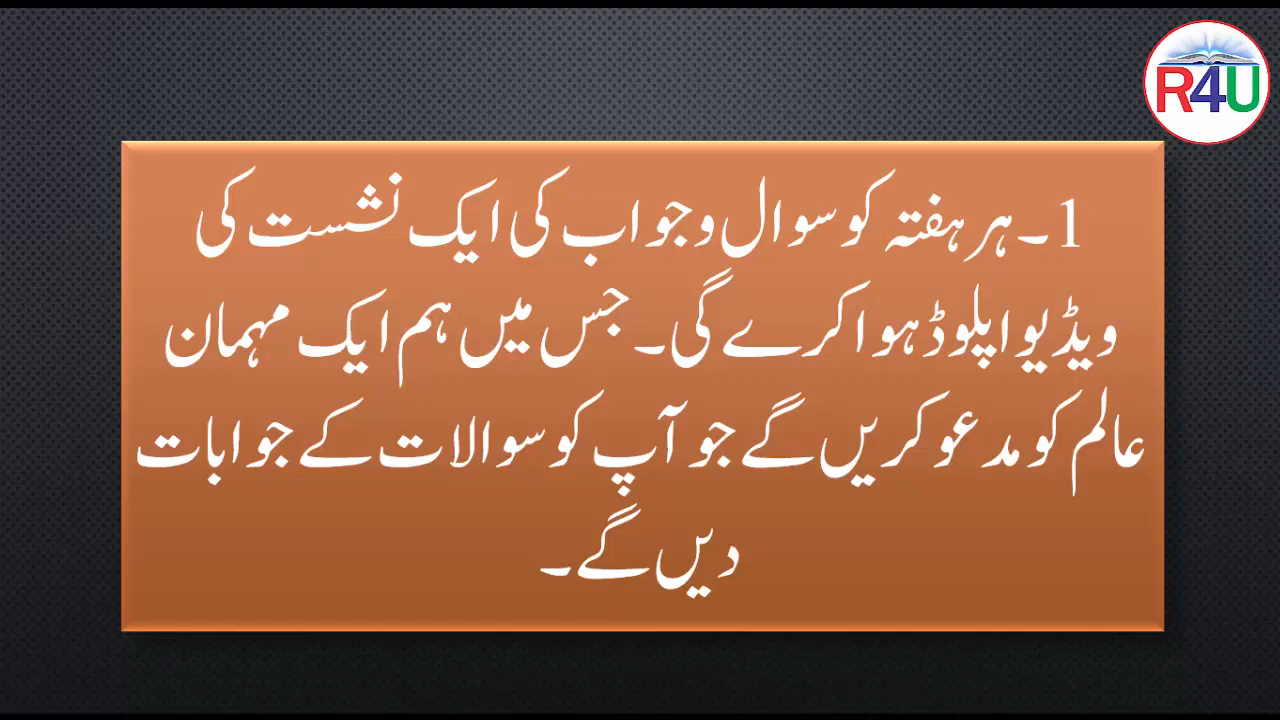 R4U
1۔ہر ہفتہ کو سوال و جواب کی ایک نشست کی
ویڈیو اپلوڈ ہوا کرے گی۔ جس میں ہم ایک مہمان
عالم کو مدعو کریں گے جو آپ کو سوالات کے جوابات
دیں گے۔